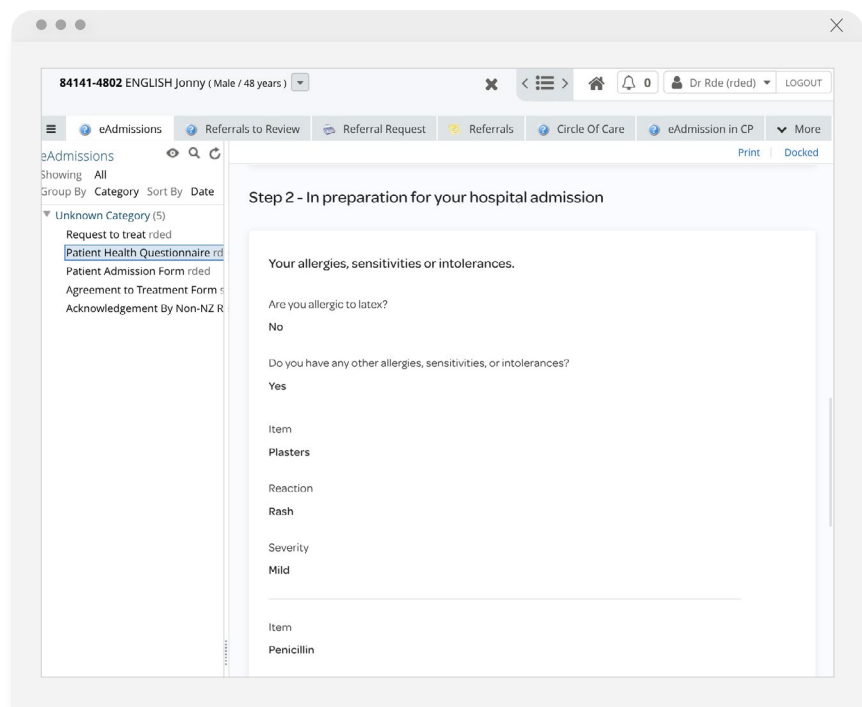 84141-4802 ENGLISH Jonny ( Male / 48 years )
0
Dr Rde (rded)
LOGOUT
eAdmissions
Referrals to Review
Referral Request
Referrals
Circle Of Care
eAdmission in CP
More
eAdmissions
Print
Docked
Showing All
Group By Category Sort By Date
Unknown Category (5)
Request to treat rded
Patient Health Questionnaire rd
Patient Admission Form rded
Agreement to Treatment Form s
Acknowledgement By Non-NZ R
Step 2 - In preparation for your hospital admission
Your allergies, sensitivities or intolerances.
Are you allergic to latex?
No
Do you have any other allergies, sensitivities, or intolerances?
Yes
Item
Plasters
Reaction
Rash
Severity
Mild
Item
Penicillin